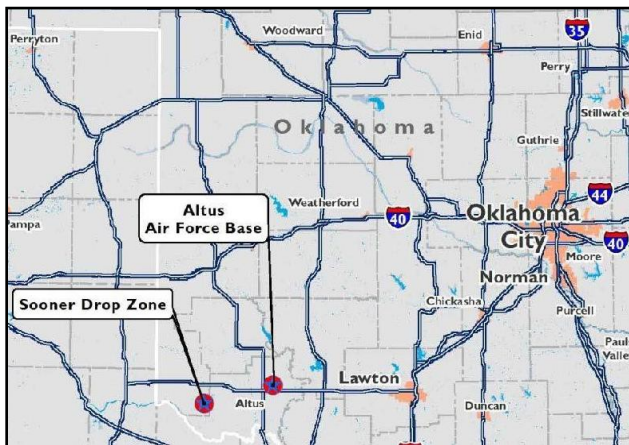 Woodward
Enid
35
Perryton
Perry
Stillwater
Oklahoma
Guthrie
Altus
Air Force Base
Weatherford
40
44
Oklahoma
City
40
Pampa
Moore
Norman
Sooner Drop Zone
Chickasha
Purcell
Paul
Valle
Lawton
Altus
Duncan